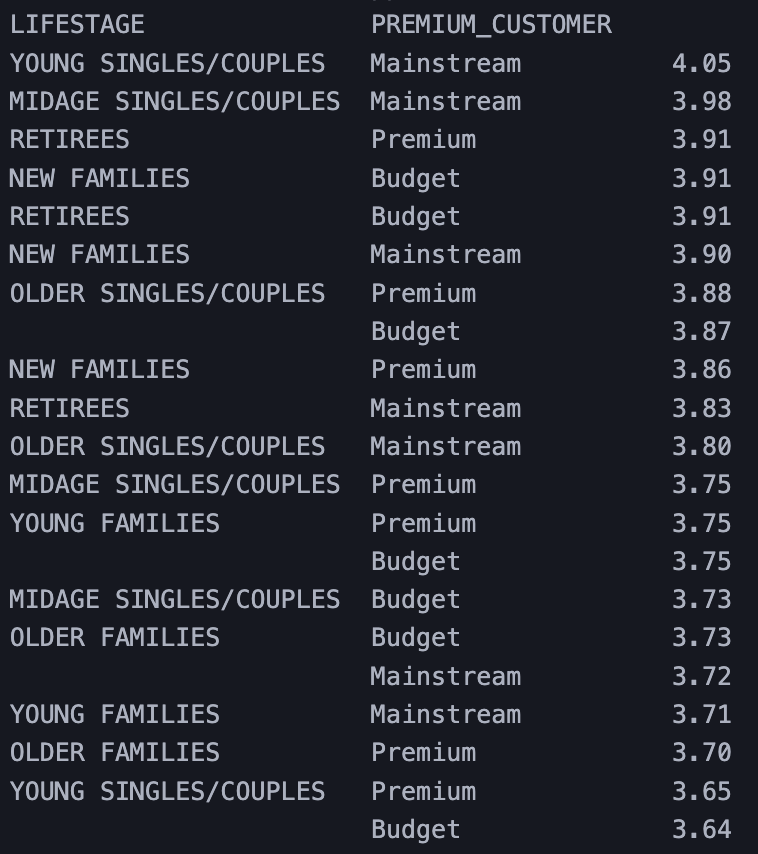 LIFESTAGE PREMIUM_CUSTOMER
YOUNG SINGLES/COUPLES Mainstream 4.05
MIDAGE SINGLES/COUPLES Mainstream 3.98
RETIREES Premium 3.91
NEW FAMILIES Budget 3.91
RETIREES Budget 3.91
NEW FAMILIES Mainstream 3.90
OLDER SINGLES/COUPLES Premium 3.88
Budget 3.87
NEW FAMILIES Premium 3.86
RETIREES Mainstream 3.83
OLDER SINGLES/COUPLES Mainstream 3.80
MIDAGE SINGLES/COUPLES Premium 3.75
YOUNG FAMILIES Premium 3.75
Budget 3.75
MIDAGE SINGLES/COUPLES Budget 3.73
OLDER FAMILIES Budget 3.73
Mainstream 3.72
YOUNG FAMILIES Mainstream 3.71
OLDER FAMILIES Premium 3.70
YOUNG SINGLES/COUPLES Premium 3.65
Budget 3.64